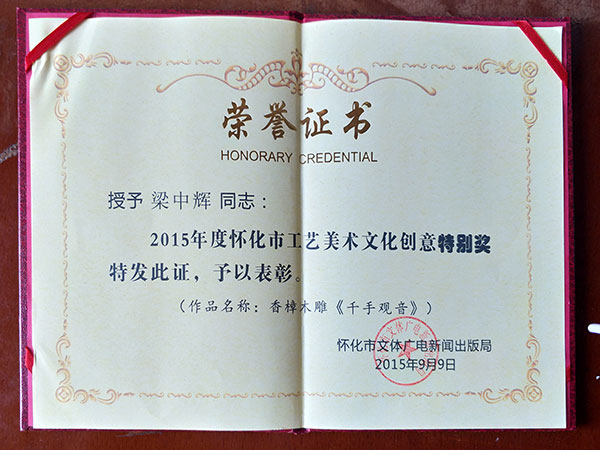 荣誉证书
HONORARY CREDENTIAL
授予 梁中辉 同志：
2015年度怀化市工艺美术文化创意特别奖
特发此证，予以表彰。
（作品名称：香樟木雕《千手观音》）
怀化市文体广电新闻出版局
2015年9月9日